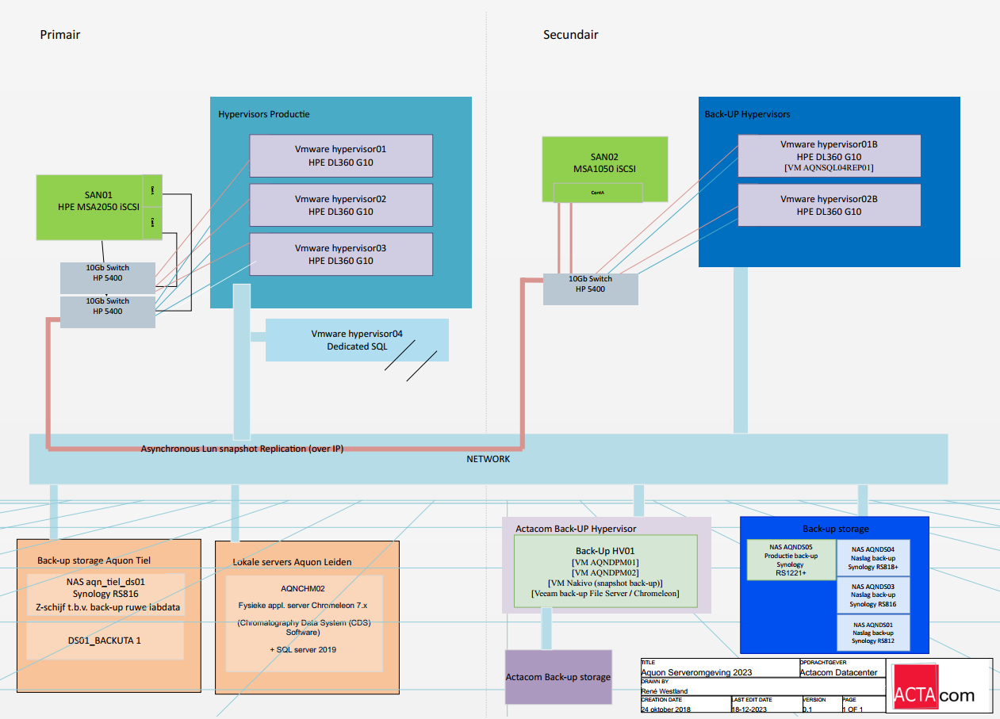 Primair
Secundair
Hypervisors Productie
Vmware hypervisor01
HPE DL360 G10
Vmware hypervisor02
HPE DL360 G10
Vmware hypervisor03
HPE DL360 G10
SAN01
HPE MSA2050 iSCSI
ContA
ContB
10Gb Switch
HP 5400
10Gb Switch
HP 5400
Vmware hypervisor04
Dedicated SQL
SAN02
MSA1050 iSCSI
ContA
10Gb Switch
HP 5400
Back-UP Hypervisors
Vmware hypervisor01B
HPE DL360 G10
[VM AQNSQL04REP01]
Vmware hypervisor02B
HPE DL360 G10
Asynchronous Lun snapshot Replication (over IP)
NETWORK
Back-up storage Aquon Tiel
NAS aqn_tiel_ds01
Synology RS816
Z-schijf t.b.v. back-up ruwe labdata
DS01_BACKUTA 1
Lokale servers Aquon Leiden
AQNCHM02
Fysieke appl. server Chromeleon 7.x
(Chromatography Data System (CDS)
Software)
+ SQL server 2019
Actacom Back-UP Hypervisor
Back-Up HV01
[VM AQNDPM01]
[VM AQNDPM02]
[VM Nakivo (snapshot back-up)]
[Veeam back-up File Server / Chromeleon]
Actacom Back-up storage
Back-up storage
NAS AQNDS05
Productie back-up
Synology
RS1221+
NAS AQNDS04
Naslag back-up
Synology RS818+
NAS AQNDS03
Naslag back-up
Synology RS816
NAS AQNDS01
Naslag back-up
Synology RS812
TITLE
Aquon Serveromgeving 2023
OPDRACHTGEVER
Actacom Datacenter
DRAWN BY
René Westland
CREATION DATE
24 oktober 2018
LAST EDIT DATE
18-12-2023
VERSION
0.1
PAGE
1 OF 1
ACTAcom